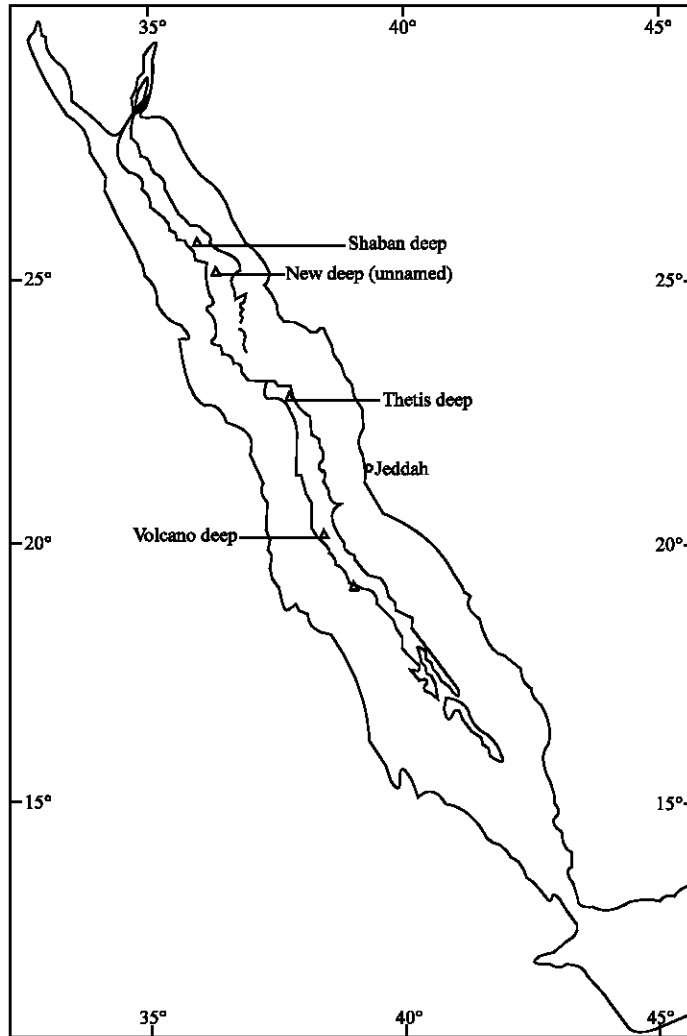 35° 40° 45°
Shaban deep
25° New deep (unnamed) 25°
Thetis deep
Jeddah
Volcano deep
20° 20°
15° 15°
35° 40° 45°